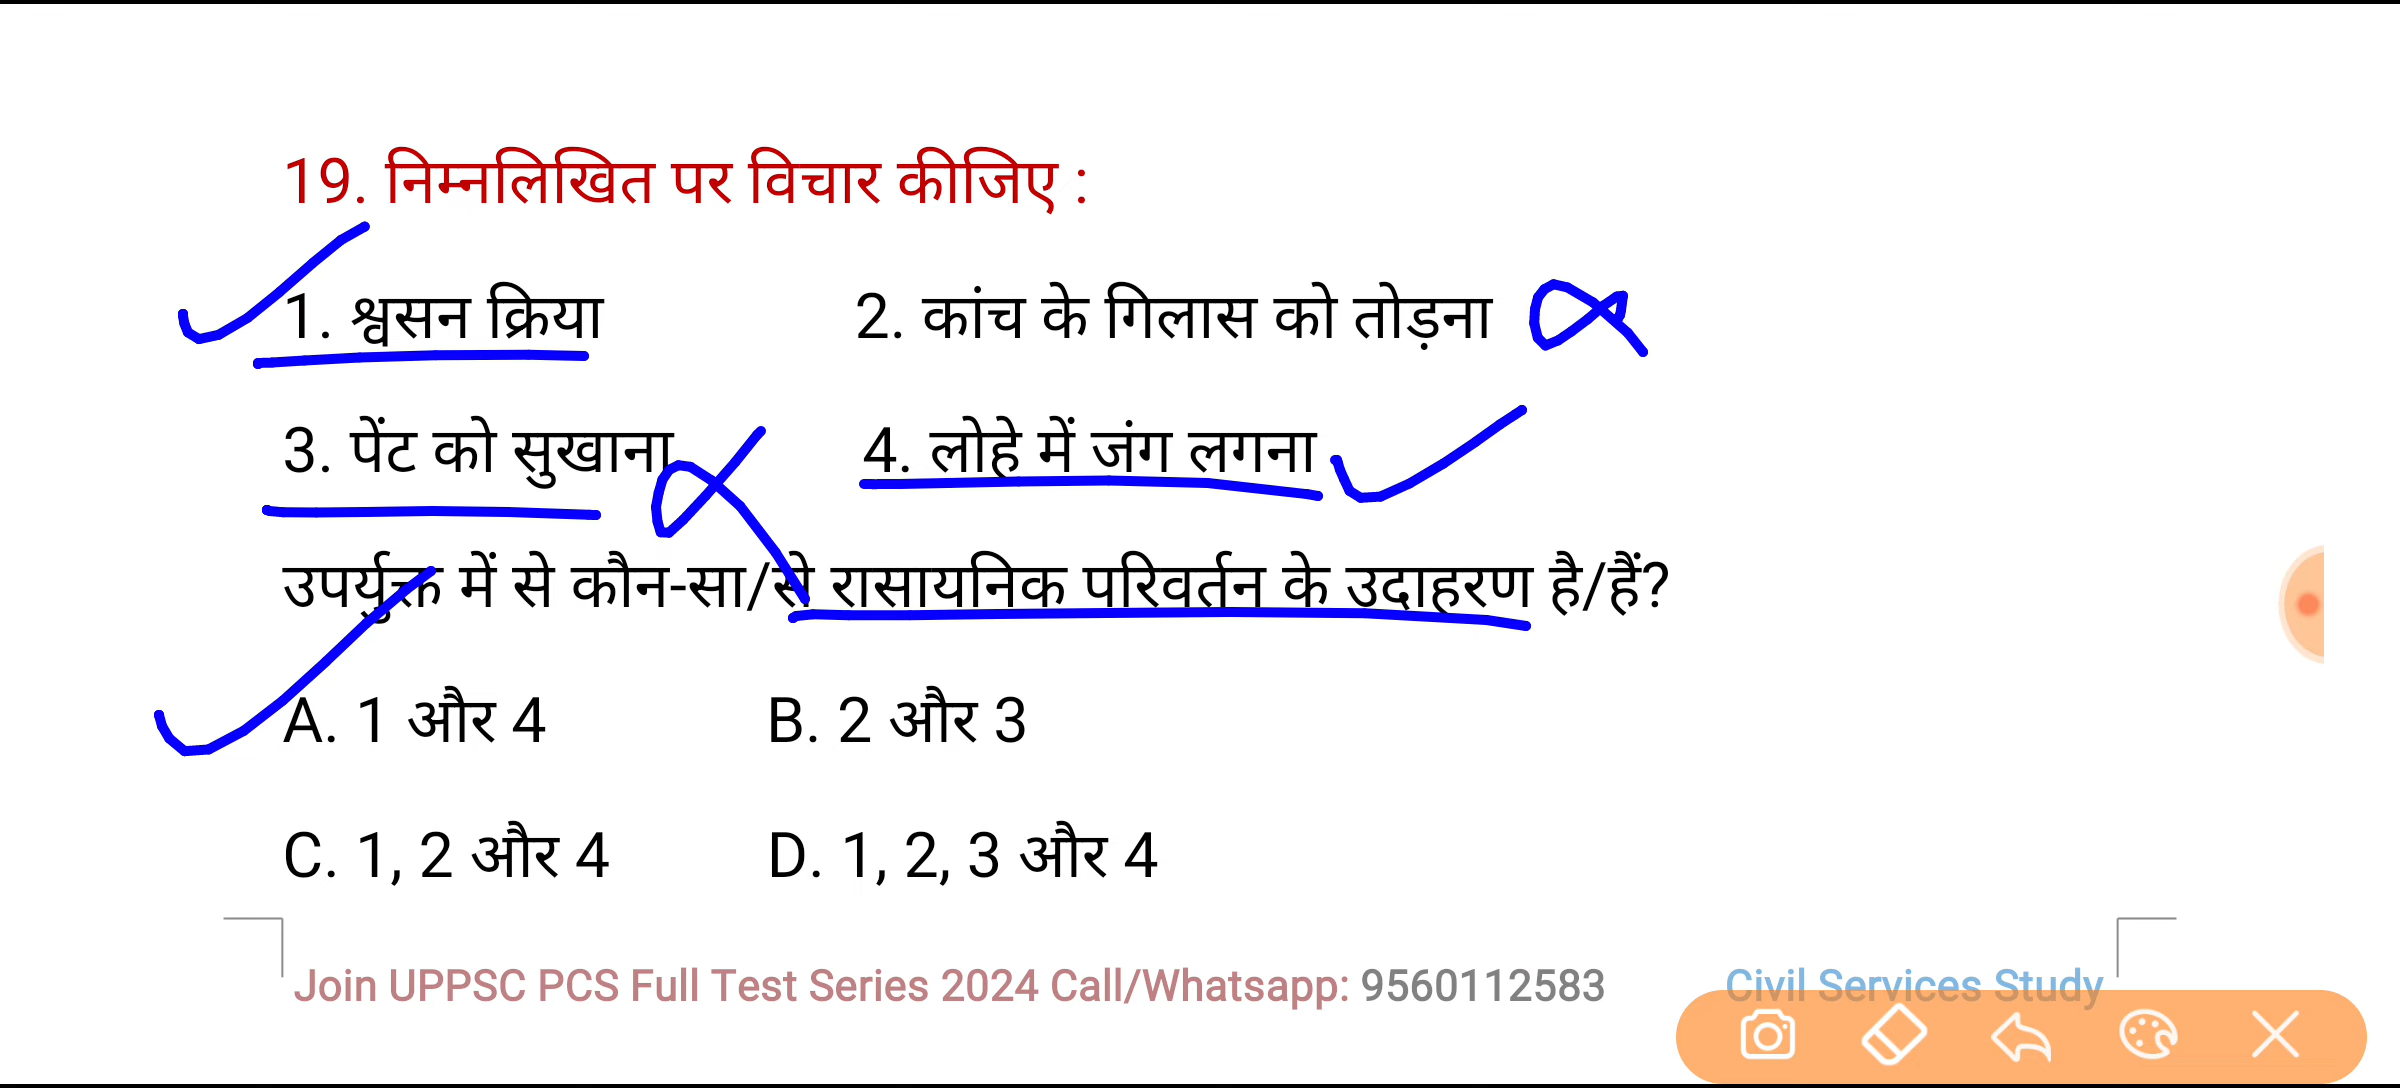 19. निम्नलिखित पर विचार कीजिए :
1. श्वसन क्रिया 2. कांच के गिलास को तोड़ना
3. पेंट को सुखाना 4. लोहे में जंग लगना
उपर्युक्त में से कौन-सा/से रासायनिक परिवर्तन के उदाहरण है/हैं?
A. 1 और 4 B. 2 और 3
C. 1, 2 और 4 D. 1, 2, 3 और 4
Join UPPSC PCS Full Test Series 2024 Call/Whatsapp: 9560112583 Civil Services Study